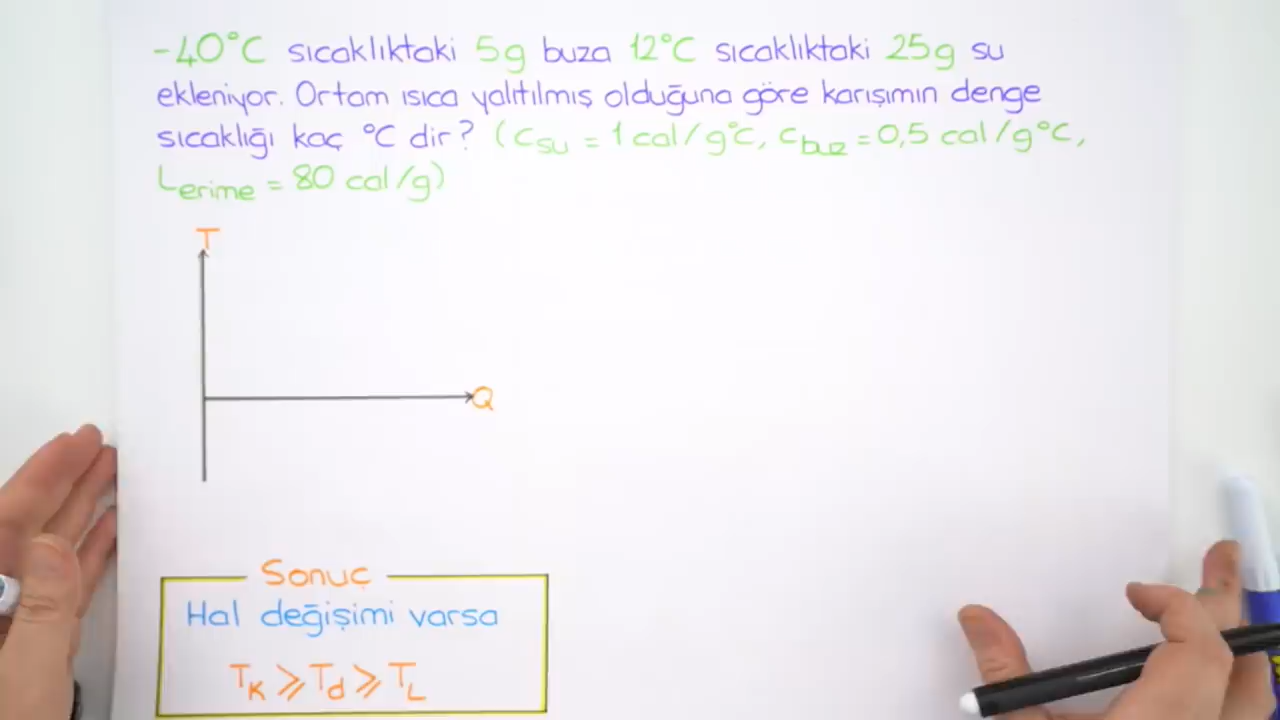 -40°C sıcaklıktaki 5g buza 12°C sıcaklıktaki 25g su
ekleniyor. Ortam ısıca yalıtılmış olduğuna göre karışımın denge
sıcaklığı kaç °C dir? (Csu = 1 cal/g°C, Cbuz = 0,5 cal/g°C,
Lerime = 80 cal/g)
T
Q
Sonuç
Hal değişimi varsa
TK ⩾ Td ⩾ TL